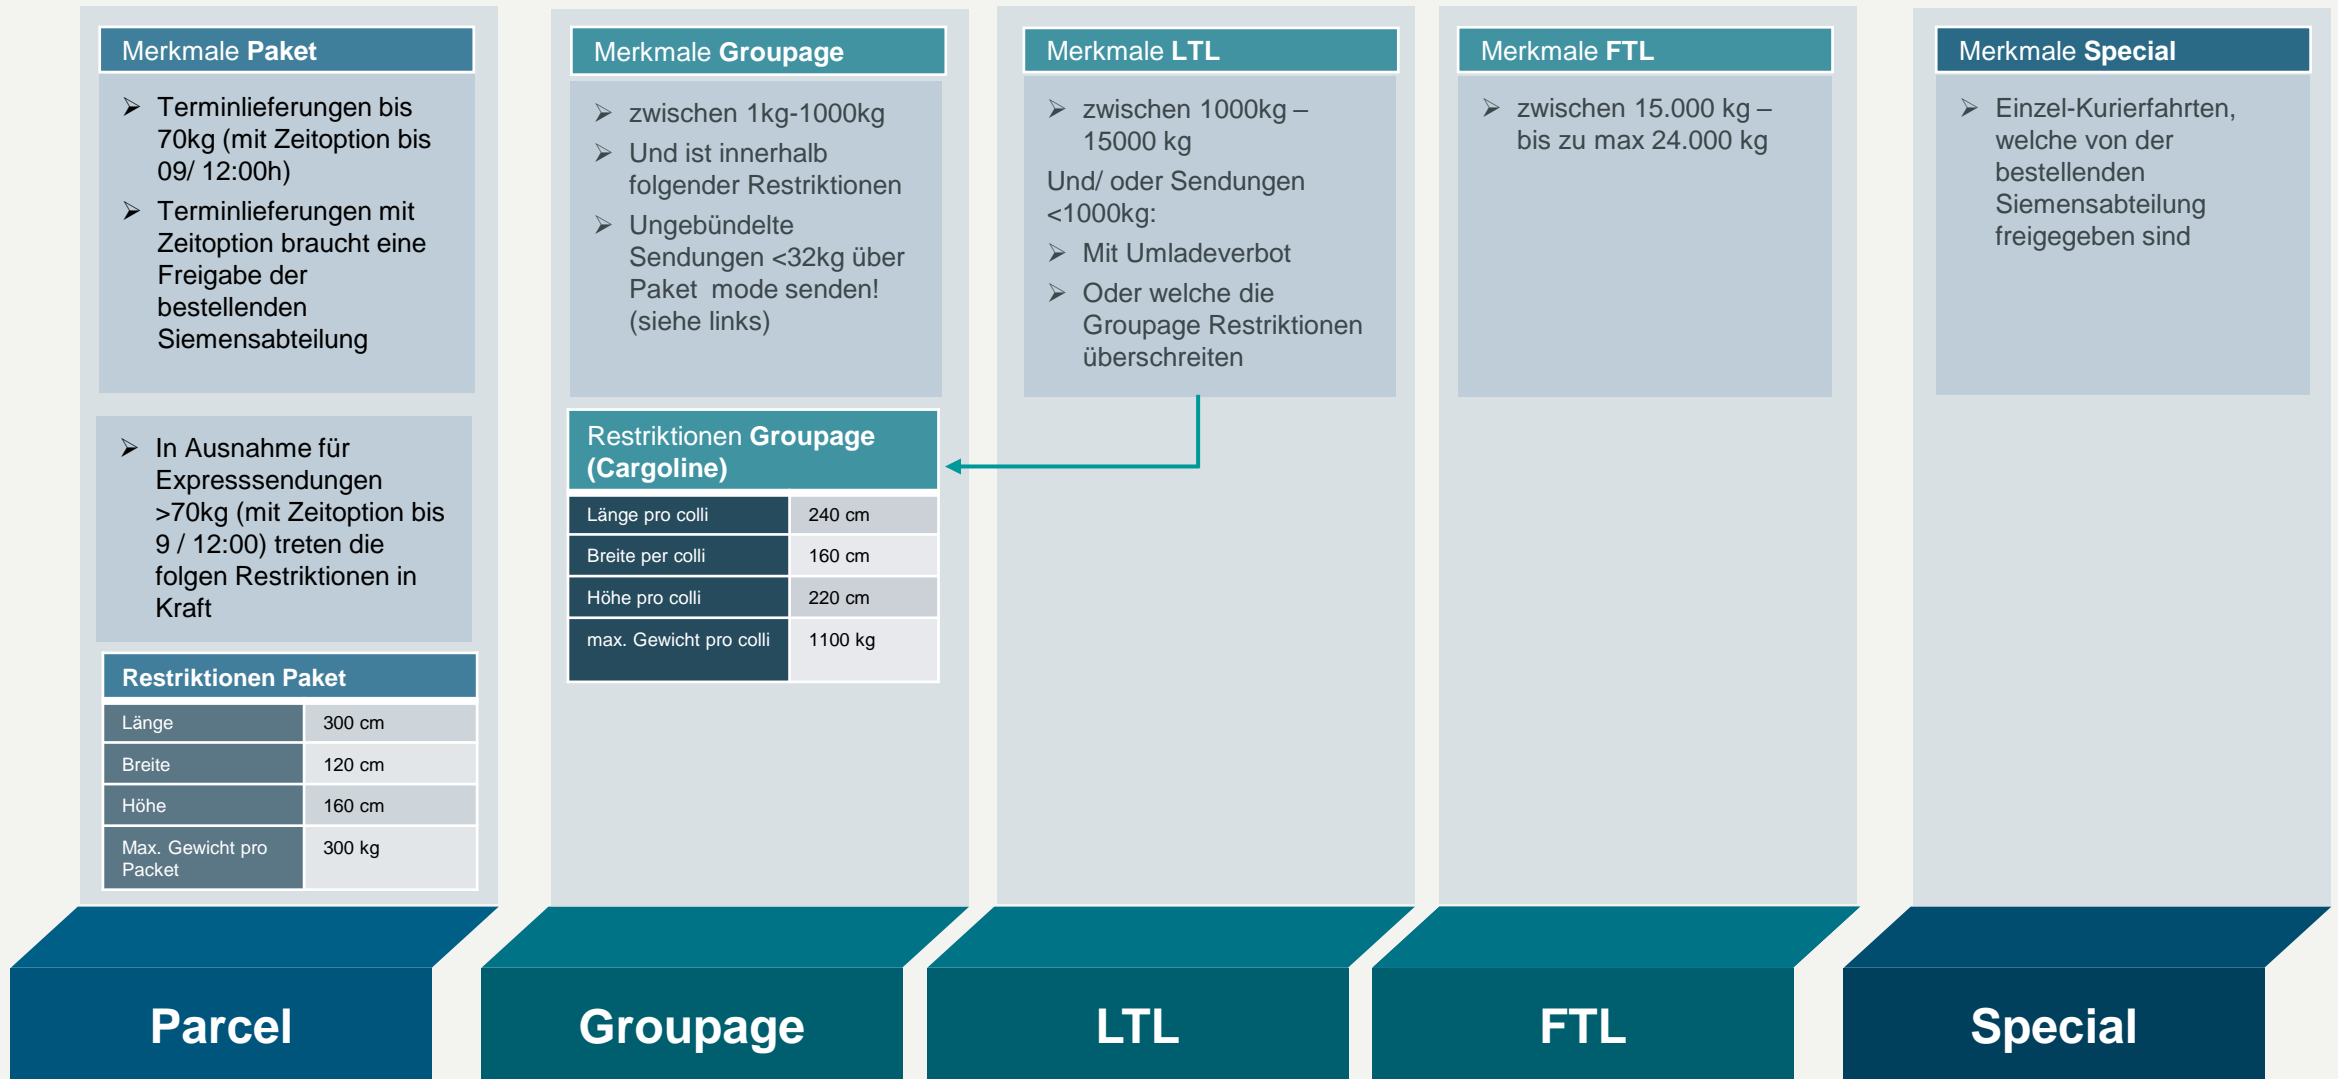 Merkmale Paket
➢ Terminlieferungen bis
70kg (mit Zeitoption bis
09/ 12:00h)
➢ Terminlieferungen mit
Zeitoption braucht eine
Freigabe der
bestellenden
Siemensabteilung
➢ In Ausnahme für
Expresssendungen
>70kg (mit Zeitoption bis
9 / 12:00) treten die
folgen Restriktionen in
Kraft
Restriktionen Paket
Länge 300 cm
Breite 120 cm
Höhe 160 cm
Max. Gewicht pro 300 kg
Packet
Parcel
Merkmale Groupage
➢ zwischen 1kg-1000kg
➢ Und ist innerhalb
folgender Restriktionen
➢ Ungebündelte
Sendungen <32kg über
Paket mode senden!
(siehe links)
Restriktionen Groupage
(Cargoline)
Länge pro colli 240 cm
Breite per colli 160 cm
Höhe pro colli 220 cm
max. Gewicht pro colli 1100 kg
Groupage
Merkmale LTL
➢ zwischen 1000kg –
15000 kg
Und/ oder Sendungen
<1000kg:
➢ Mit Umladeverbot
➢ Oder welche die
Groupage Restriktionen
überschreiten
LTL
Merkmale FTL
➢ zwischen 15.000 kg –
bis zu max 24.000 kg
FTL
Merkmale Special
➢ Einzel-Kurierfahrten,
welche von der
bestellenden
Siemensabteilung
freigegeben sind
Special